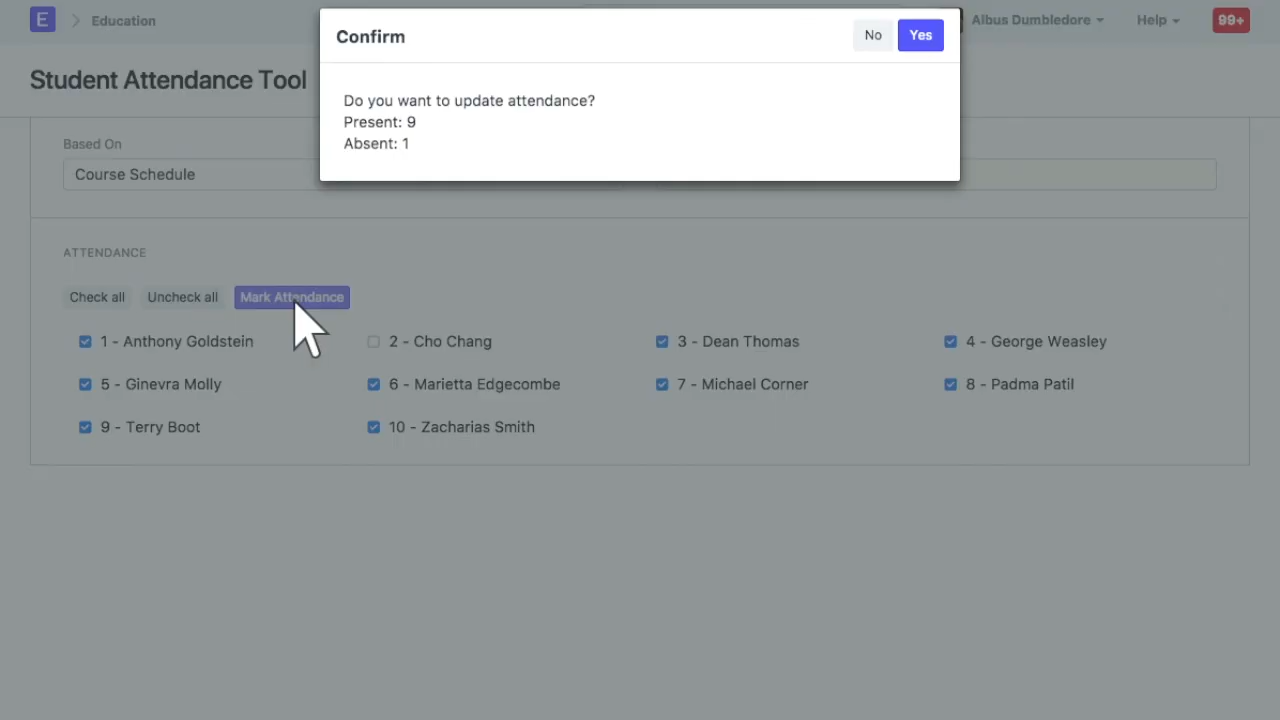 E
Education
Albus Dumbledore
Help
99+
Confirm
No
Yes
Student Attendance Tool
Do you want to update attendance?
Present: 9
Absent: 1
Based On
Course Schedule
ATTENDANCE
Check all
Uncheck all
Mark Attendance
1 - Anthony Goldstein
2 - Cho Chang
3 - Dean Thomas
4 - George Weasley
5 - Ginevra Molly
6 - Marietta Edgecombe
7 - Michael Corner
8 - Padma Patil
9 - Terry Boot
10 - Zacharias Smith